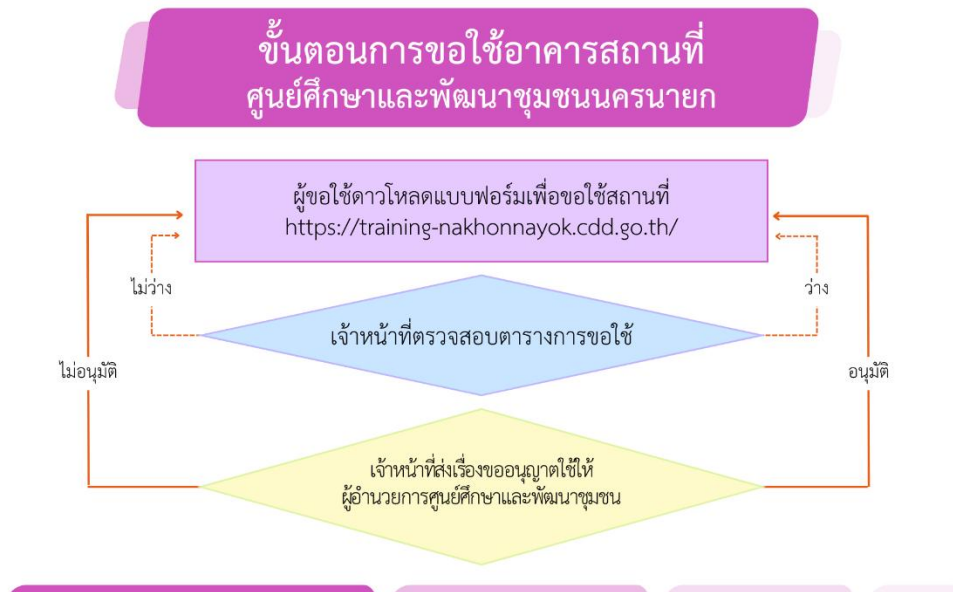 ขั้นตอนการขอใช้อาคารสถานที่
ศูนย์ศึกษาและพัฒนาชุมชนนครนายก
ผู้ขอใช้ดาวโหลดแบบฟอร์มเพื่อขอใช้สถานที่
https://training-nakhonnayok.cdd.go.th/
ไม่ว่าง
ว่าง
เจ้าหน้าที่ตรวจสอบตารางการขอใช้
ไม่อนุมัติ
อนุมัติ
เจ้าหน้าที่ส่งเรื่องขออนุญาตใช้ให้
ผู้อำนวยการศูนย์ศึกษาและพัฒนาชุมชน